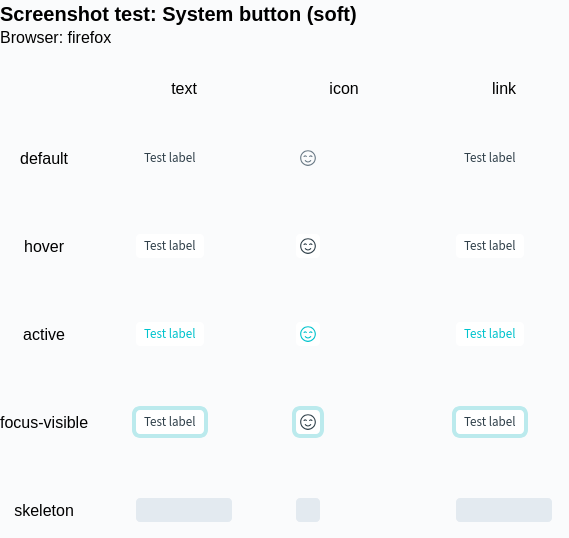 Screenshot test: System button (soft)
Browser: firefox
text icon link
default Test label Test label
hover Test label Test label
active Test label Test label
focus-visible Test label Test label
skeleton